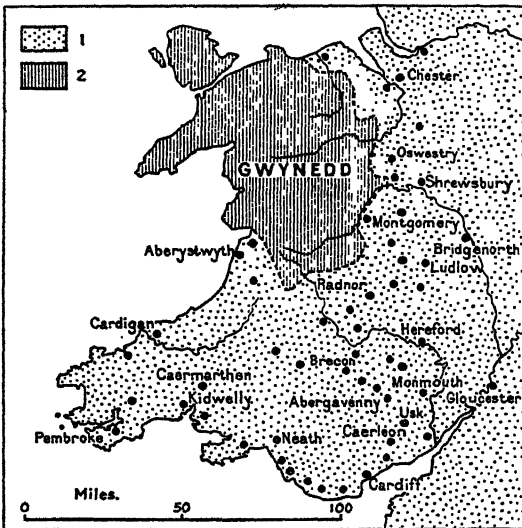 1
2
Chester
Oswestry
GWYNEDD
Shrewsbury
Montgomery
Aberystwyth
Bridgenorth
Ludlow
Radnor
Cardigan
Hereford
Brecon
Caermarthen
Monmouth
Kidwelly
Abergavenny
Gloucester
Usk
Pembroke
Neath
Caerleon
Cardiff
Miles.
0 50 100